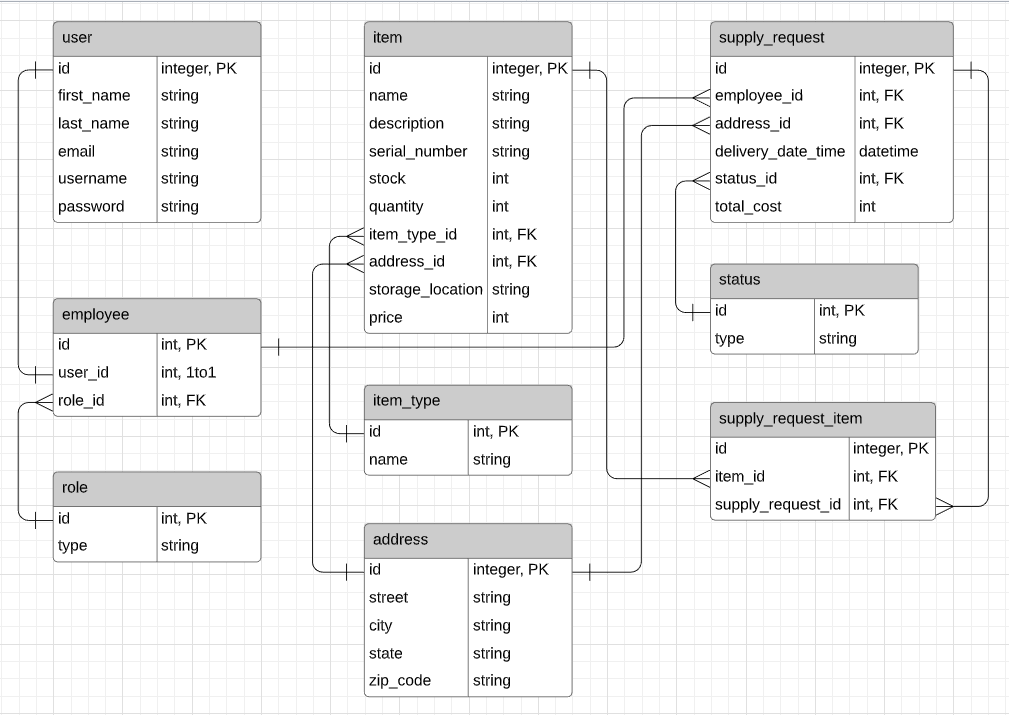 user
id integer, PK
first_name string
last_name string
email string
username string
password string
employee
id int, PK
user_id int, 1to1
role_id int, FK
role
id int, PK
type string
item
id integer, PK
name string
description string
serial_number string
stock int
quantity int
item_type_id int, FK
address_id int, FK
storage_location string
price int
item_type
id int, PK
name string
address
id integer, PK
street string
city string
state string
zip_code string
supply_request
id integer, PK
employee_id int, FK
address_id int, FK
delivery_date_time datetime
status_id int, FK
total_cost int
status
id int, PK
type string
supply_request_item
id integer, PK
item_id int, FK
supply_request_id int, FK